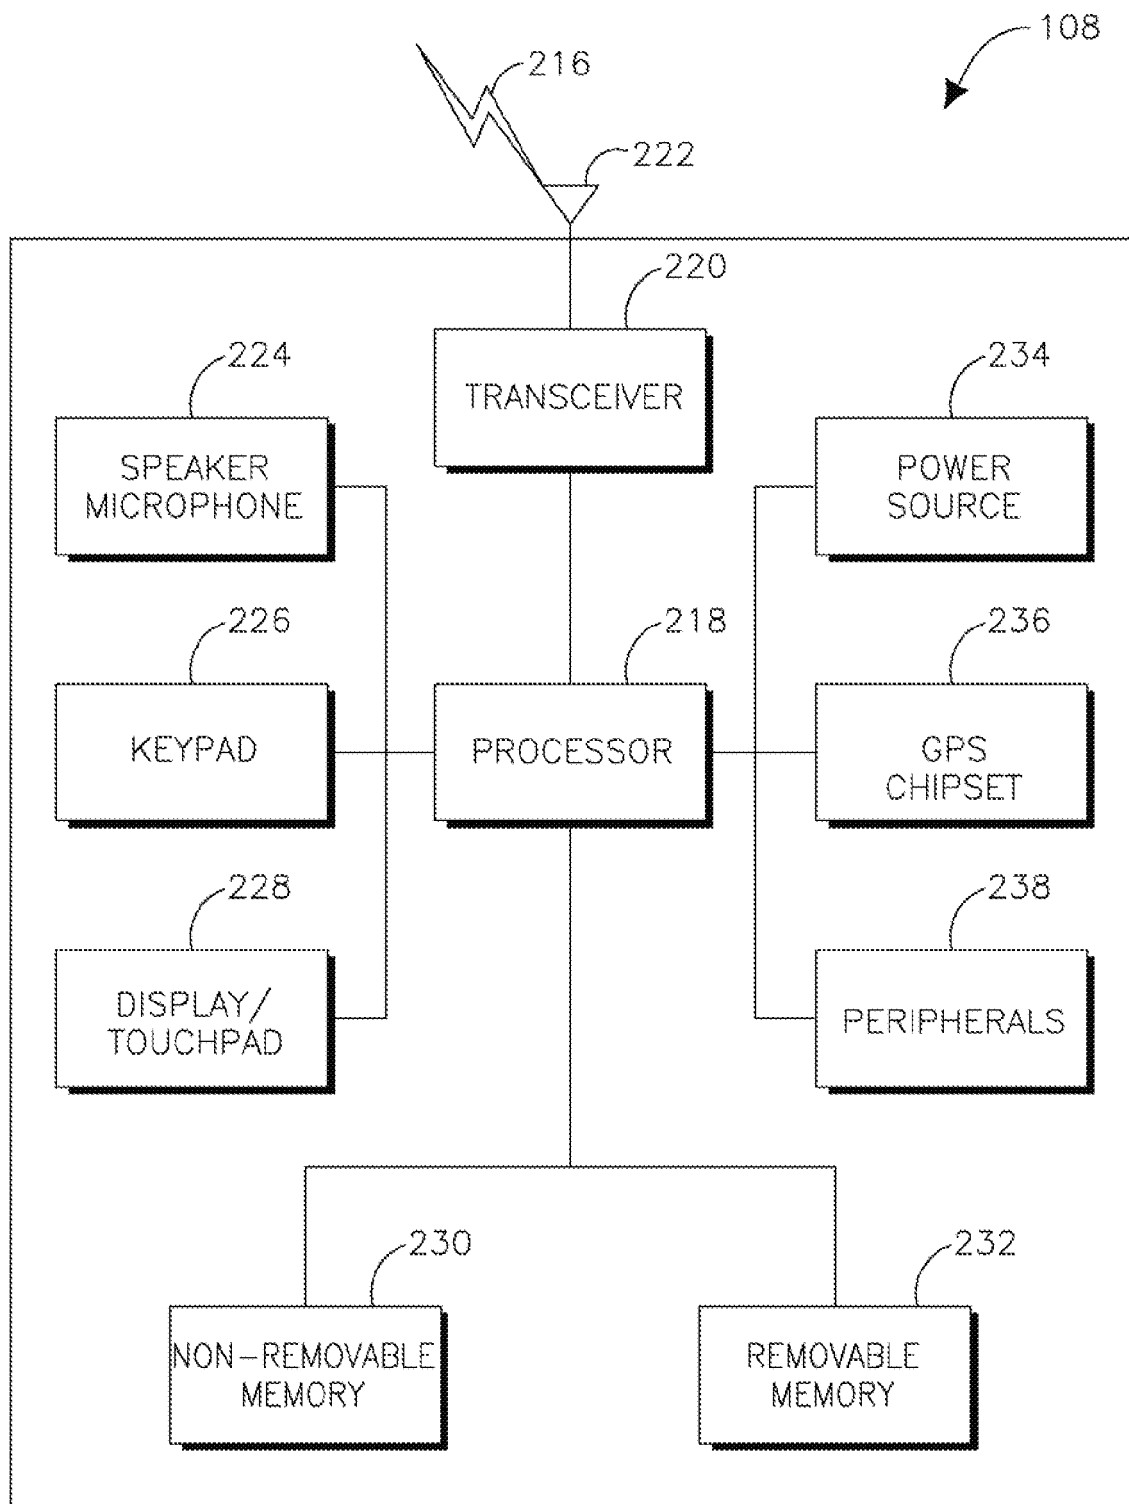 108
216
222
220
TRANSCEIVER
224
SPEAKER
MICROPHONE
234
POWER
SOURCE
226
KEYPAD
218
PROCESSOR
236
GPS
CHIPSET
228
DISPLAY/
TOUCHPAD
238
PERIPHERALS
230
NON-REMOVABLE
MEMORY
232
REMOVABLE
MEMORY